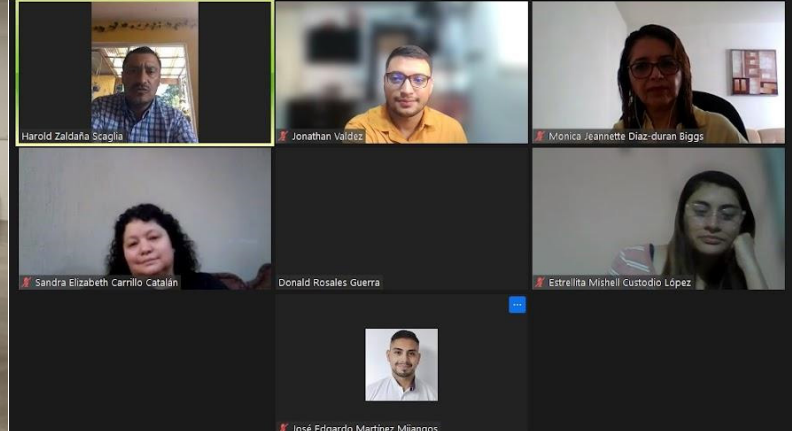 Harold Zaldaña Scaglia
Jonathan Valdez
Monica Jeannette Diaz-duran Biggs
Sandra Elizabeth Carrillo Catalán
Donald Rosales Guerra
Estrellita Mishell Custodio López
José Edgardo Martínez Mijangos